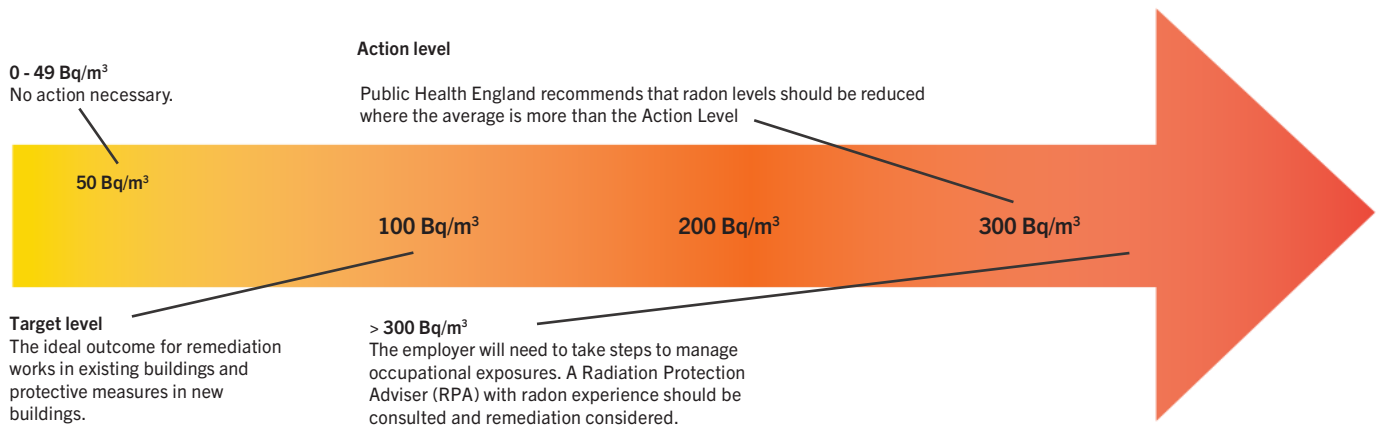 0 - 49 Bq/m³
No action necessary.
Action level
Public Health England recommends that radon levels should be reduced
where the average is more than the Action Level
50 Bq/m³
100 Bq/m³
200 Bq/m³
300 Bq/m³
Target level
The ideal outcome for remediation
works in existing buildings and
protective measures in new
buildings.
> 300 Bq/m³
The employer will need to take steps to manage
occupational exposures. A Radiation Protection
Adviser (RPA) with radon experience should be
consulted and remediation considered.